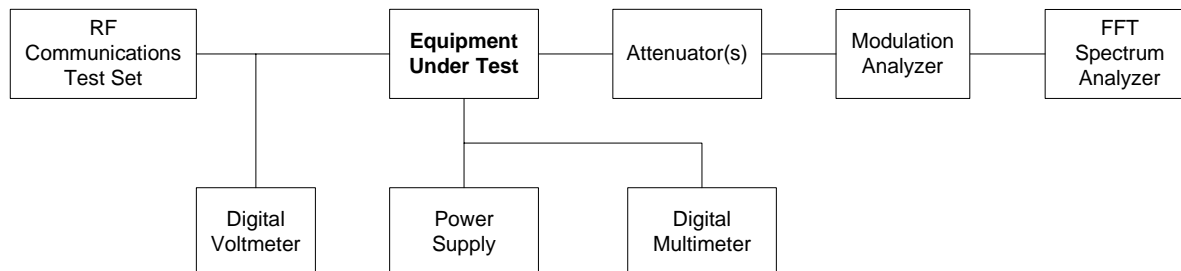 RF
Communications
Test Set
Equipment
Under Test
Attenuator(s)
Modulation
Analyzer
FFT
Spectrum
Analyzer
Digital
Voltmeter
Power
Supply
Digital
Multimeter